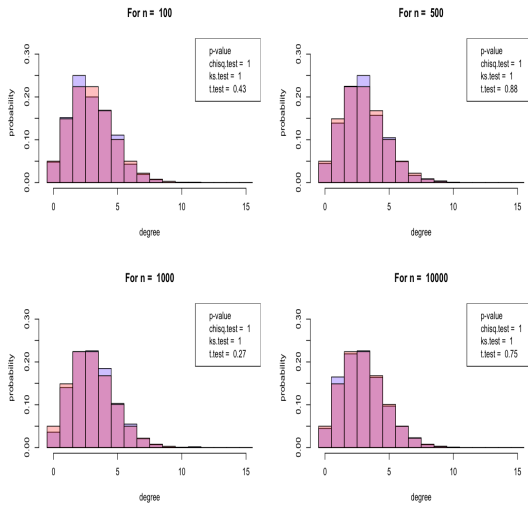 For n = 100
probability
0.00 0.10 0.20 0.30
0 5 10 15
degree
p-value
chisq.test = 1
ks.test = 1
t.test = 0.43
For n = 500
probability
0.00 0.10 0.20 0.30
0 5 10 15
degree
p-value
chisq.test = 1
ks.test = 1
t.test = 0.88
For n = 1000
probability
0.00 0.10 0.20 0.30
0 5 10 15
degree
p-value
chisq.test = 1
ks.test = 1
t.test = 0.27
For n = 10000
probability
0.00 0.10 0.20 0.30
0 5 10 15
degree
p-value
chisq.test = 1
ks.test = 1
t.test = 0.75